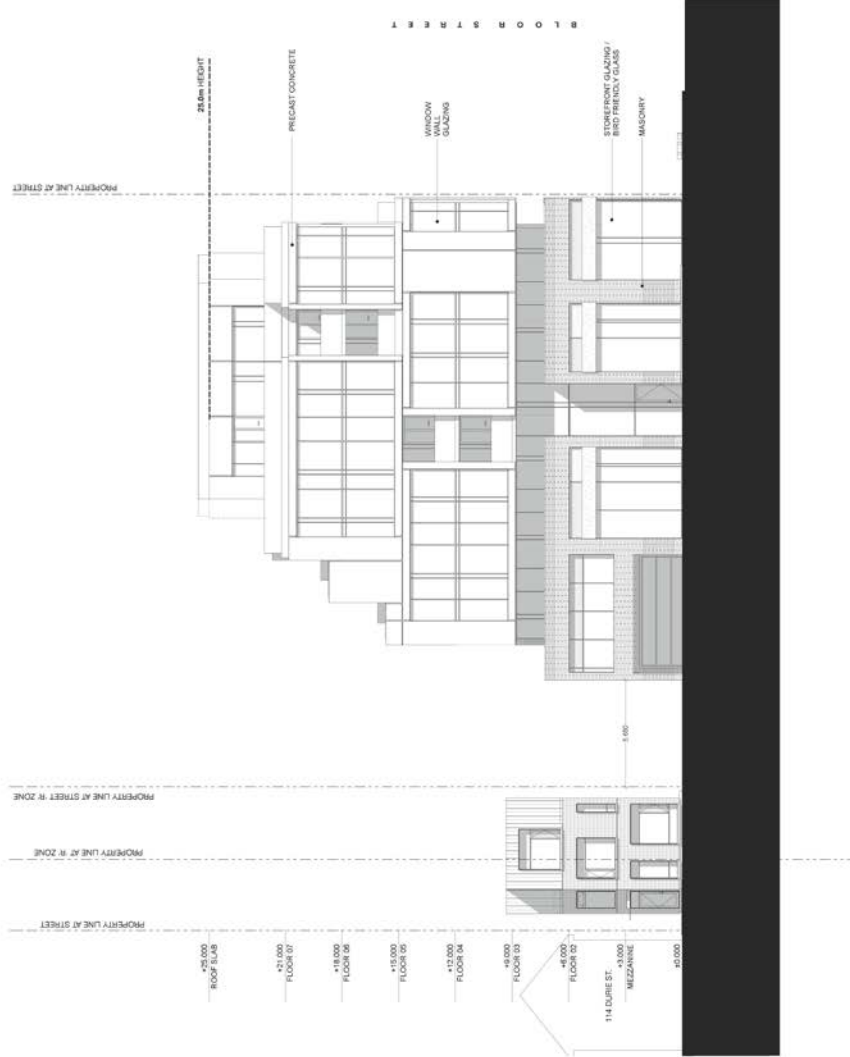 BLOOR STREET
25.0m HEIGHT
PRECAST CONCRETE
WINDOW
WALL
GLAZING
STOREFRONT GLAZING /
BIRD FRIENDLY GLASS
MASONRY
PROPERTY LINE AT STREET
5.680
PROPERTY LINE AT STREET 'R' ZONE
PROPERTY LINE AT 'R' ZONE
PROPERTY LINE AT STREET
+25.000
ROOF SLAB
+21.000
FLOOR 07
+18.000
FLOOR 06
+15.000
FLOOR 05
+12.000
FLOOR 04
+9.000
FLOOR 03
+6.000
FLOOR 02
114 DURIE ST.
+3.000
MEZZANINE
±0.000